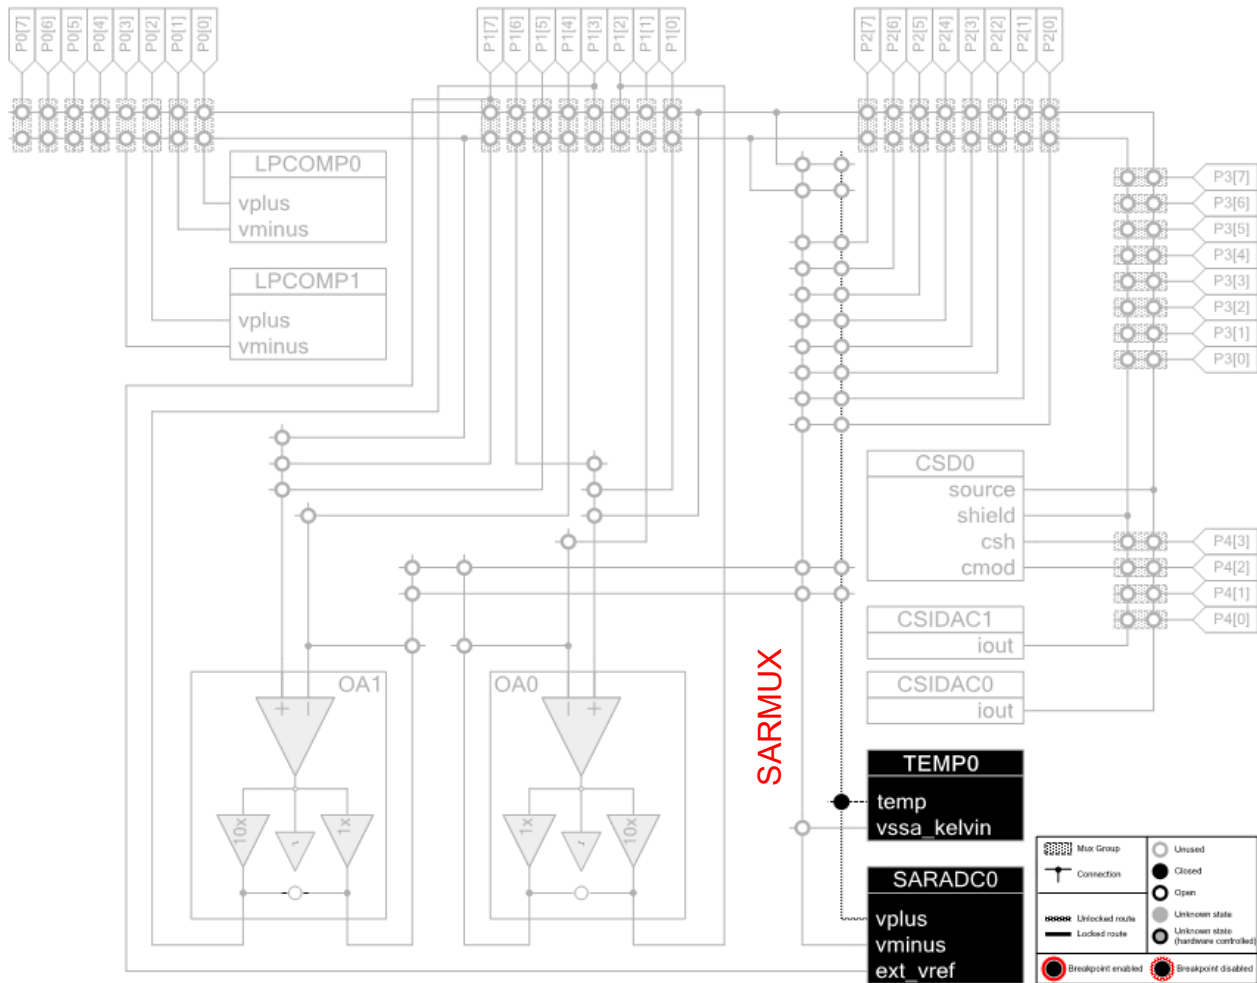 P0[7]
P0[6]
P0[5]
P0[4]
P0[3]
P0[2]
P0[1]
P0[0]
P1[7]
P1[6]
P1[5]
P1[4]
P1[3]
P1[2]
P1[1]
P1[0]
P2[7]
P2[6]
P2[5]
P2[4]
P2[3]
P2[2]
P2[1]
P2[0]
LPCOMP0
vplus
vminus
LPCOMP1
vplus
vminus
P3[7]
P3[6]
P3[5]
P3[4]
P3[3]
P3[2]
P3[1]
P3[0]
CSD0
source
shield
csh
cmod
P4[3]
P4[2]
P4[1]
P4[0]
CSIDAC1
iout
CSIDAC0
iout
OA1
+
10x
1x
OA0
+
1x
10x
SARMUX
TEMP0
temp
vssa_kelvin
SARADC0
vplus
vminus
ext_vref
Mux Group
Connection
Unlocked route
Locked route
Unused
Closed
Open
Unknown state
Unknown state
(hardware controlled)
Breakpoint enabled
Breakpoint disabled